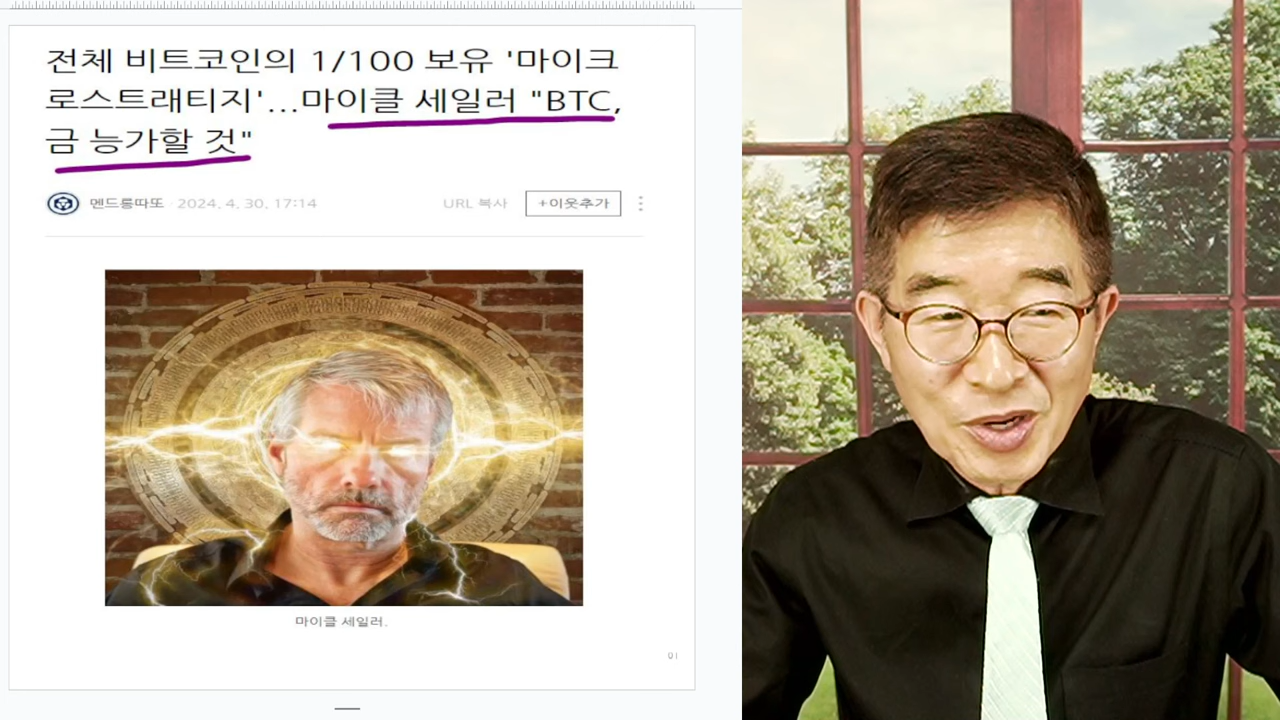 전체 비트코인의 1/100 보유 '마이크
로스트래티지'...마이클 세일러 "BTC,
금 능가할 것"
멘드롱따또 · 2024. 4. 30. 17:14
URL 복사
+이웃추가
마이클 세일러.
01